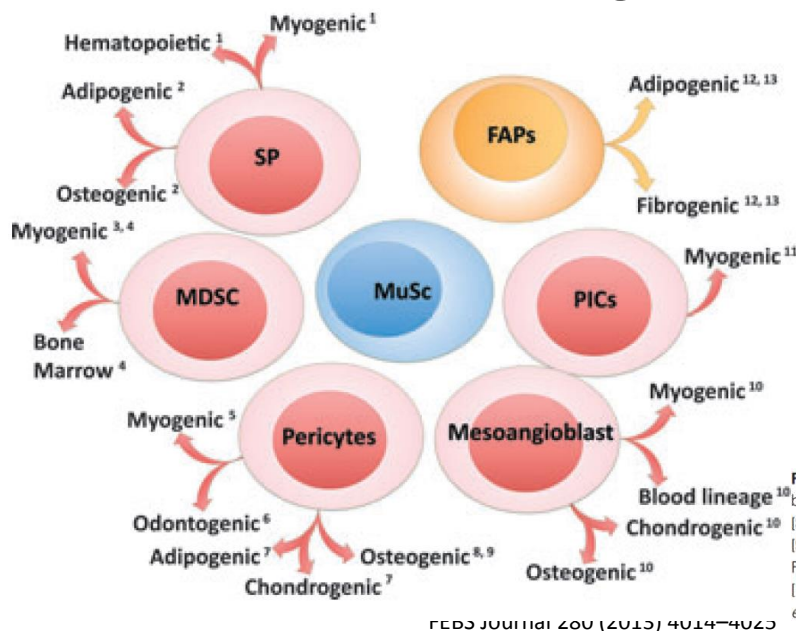 Myogenic 1
Hematopoietic 1
Adipogenic 2
SP
Osteogenic 2
FAPs
Adipogenic 12, 13
Fibrogenic 12, 13
Myogenic 3, 4
MDSC
Bone
Marrow 4
MuSc
PICs
Myogenic 11
Myogenic 5
Pericytes
Odontogenic 6
Adipogenic 7
Chondrogenic 7
Osteogenic 8, 9
Mesoangioblast
Myogenic 10
Blood lineage 10
Chondrogenic 10
Osteogenic 10
FEBS Journal 280 (2013) 4014–4025